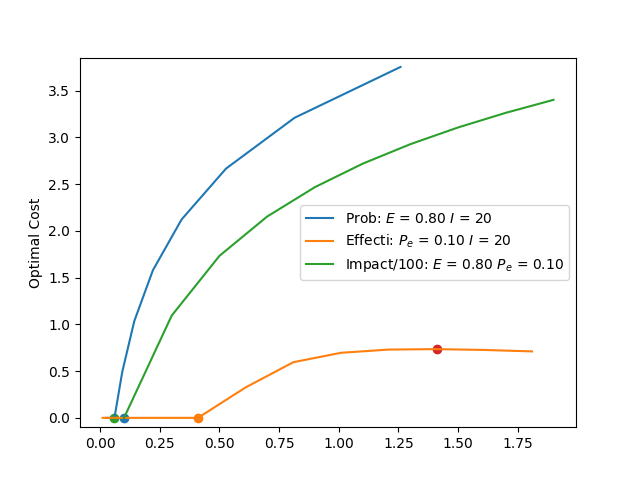 3.5
3.0
2.5
2.0
1.5
1.0
0.5
0.0
Optimal Cost
Prob: E = 0.80 I = 20
Effecti: Pₑ = 0.10 I = 20
Impact/100: E = 0.80 Pₑ = 0.10
0.00 0.25 0.50 0.75 1.00 1.25 1.50 1.75